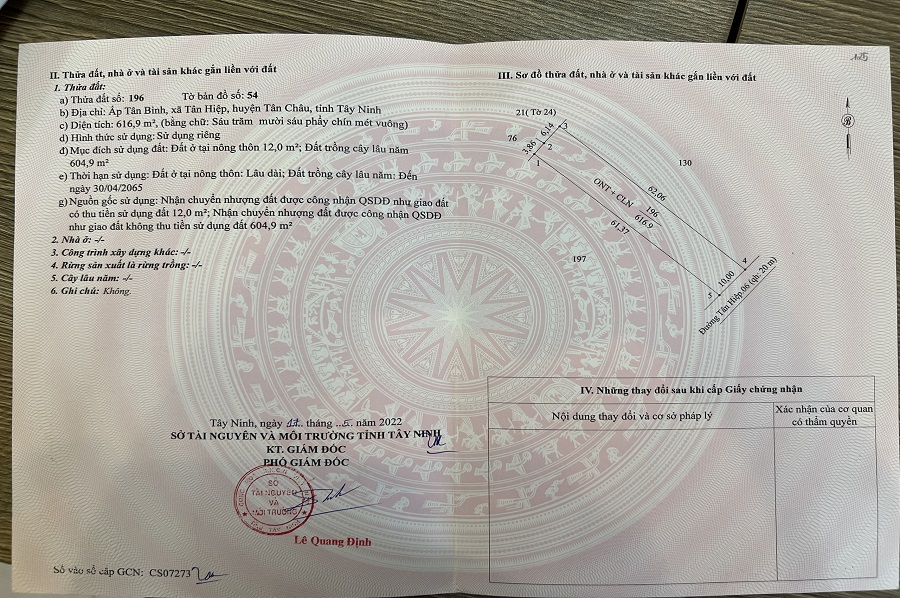 II. Thửa đất, nhà ở và tài sản khác gắn liền với đất
1. Thửa đất:
a) Thửa đất số: 196 Tờ bản đồ số: 54
b) Địa chỉ: Ấp Tân Bình, xã Tân Hiệp, huyện Tân Châu, tỉnh Tây Ninh
c) Diện tích: 616,9 m², (bằng chữ: Sáu trăm mười sáu phẩy chín mét vuông)
d) Hình thức sử dụng: Sử dụng riêng
đ) Mục đích sử dụng đất: Đất ở tại nông thôn 12,0 m²; Đất trồng cây lâu năm
604,9 m²
e) Thời hạn sử dụng: Đất ở tại nông thôn: Lâu dài; Đất trồng cây lâu năm: Đến
ngày 30/04/2065
g) Nguồn gốc sử dụng: Nhận chuyển nhượng đất được công nhận QSDĐ như giao đất
có thu tiền sử dụng đất 12,0 m²; Nhận chuyển nhượng đất được công nhận QSDĐ
như giao đất không thu tiền sử dụng đất 604,9 m²
2. Nhà ở: -/-
3. Công trình xây dựng khác: -/-
4. Rừng sản xuất là rừng trồng: -/-
5. Cây lâu năm: -/-
6. Ghi chú: Không.
Tây Ninh, ngày tháng 5 năm 2022
SỞ TÀI NGUYÊN VÀ MÔI TRƯỜNG TỈNH TÂY NINH
KT. GIÁM ĐỐC
PHÓ GIÁM ĐỐC
SỞ
TÀI NGUYÊN
VÀ
MÔI TRƯỜNG
Lê Quang Định
Số vào sổ cấp GCN: CS07273
III. Sơ đồ thửa đất, nhà ở và tài sản khác gắn liền với đất
21( Tờ 24)
76
3,86
6,14
3
2
1
130
ONT + CLN
196
616.9
62,06
61,37
197
4
10,00
5
Đường Tân Hiệp 06 (qh. 20 m)
IV. Những thay đổi sau khi cấp Giấy chứng nhận
Nội dung thay đổi và cơ sở pháp lý
Xác nhận của cơ quan
có thẩm quyền